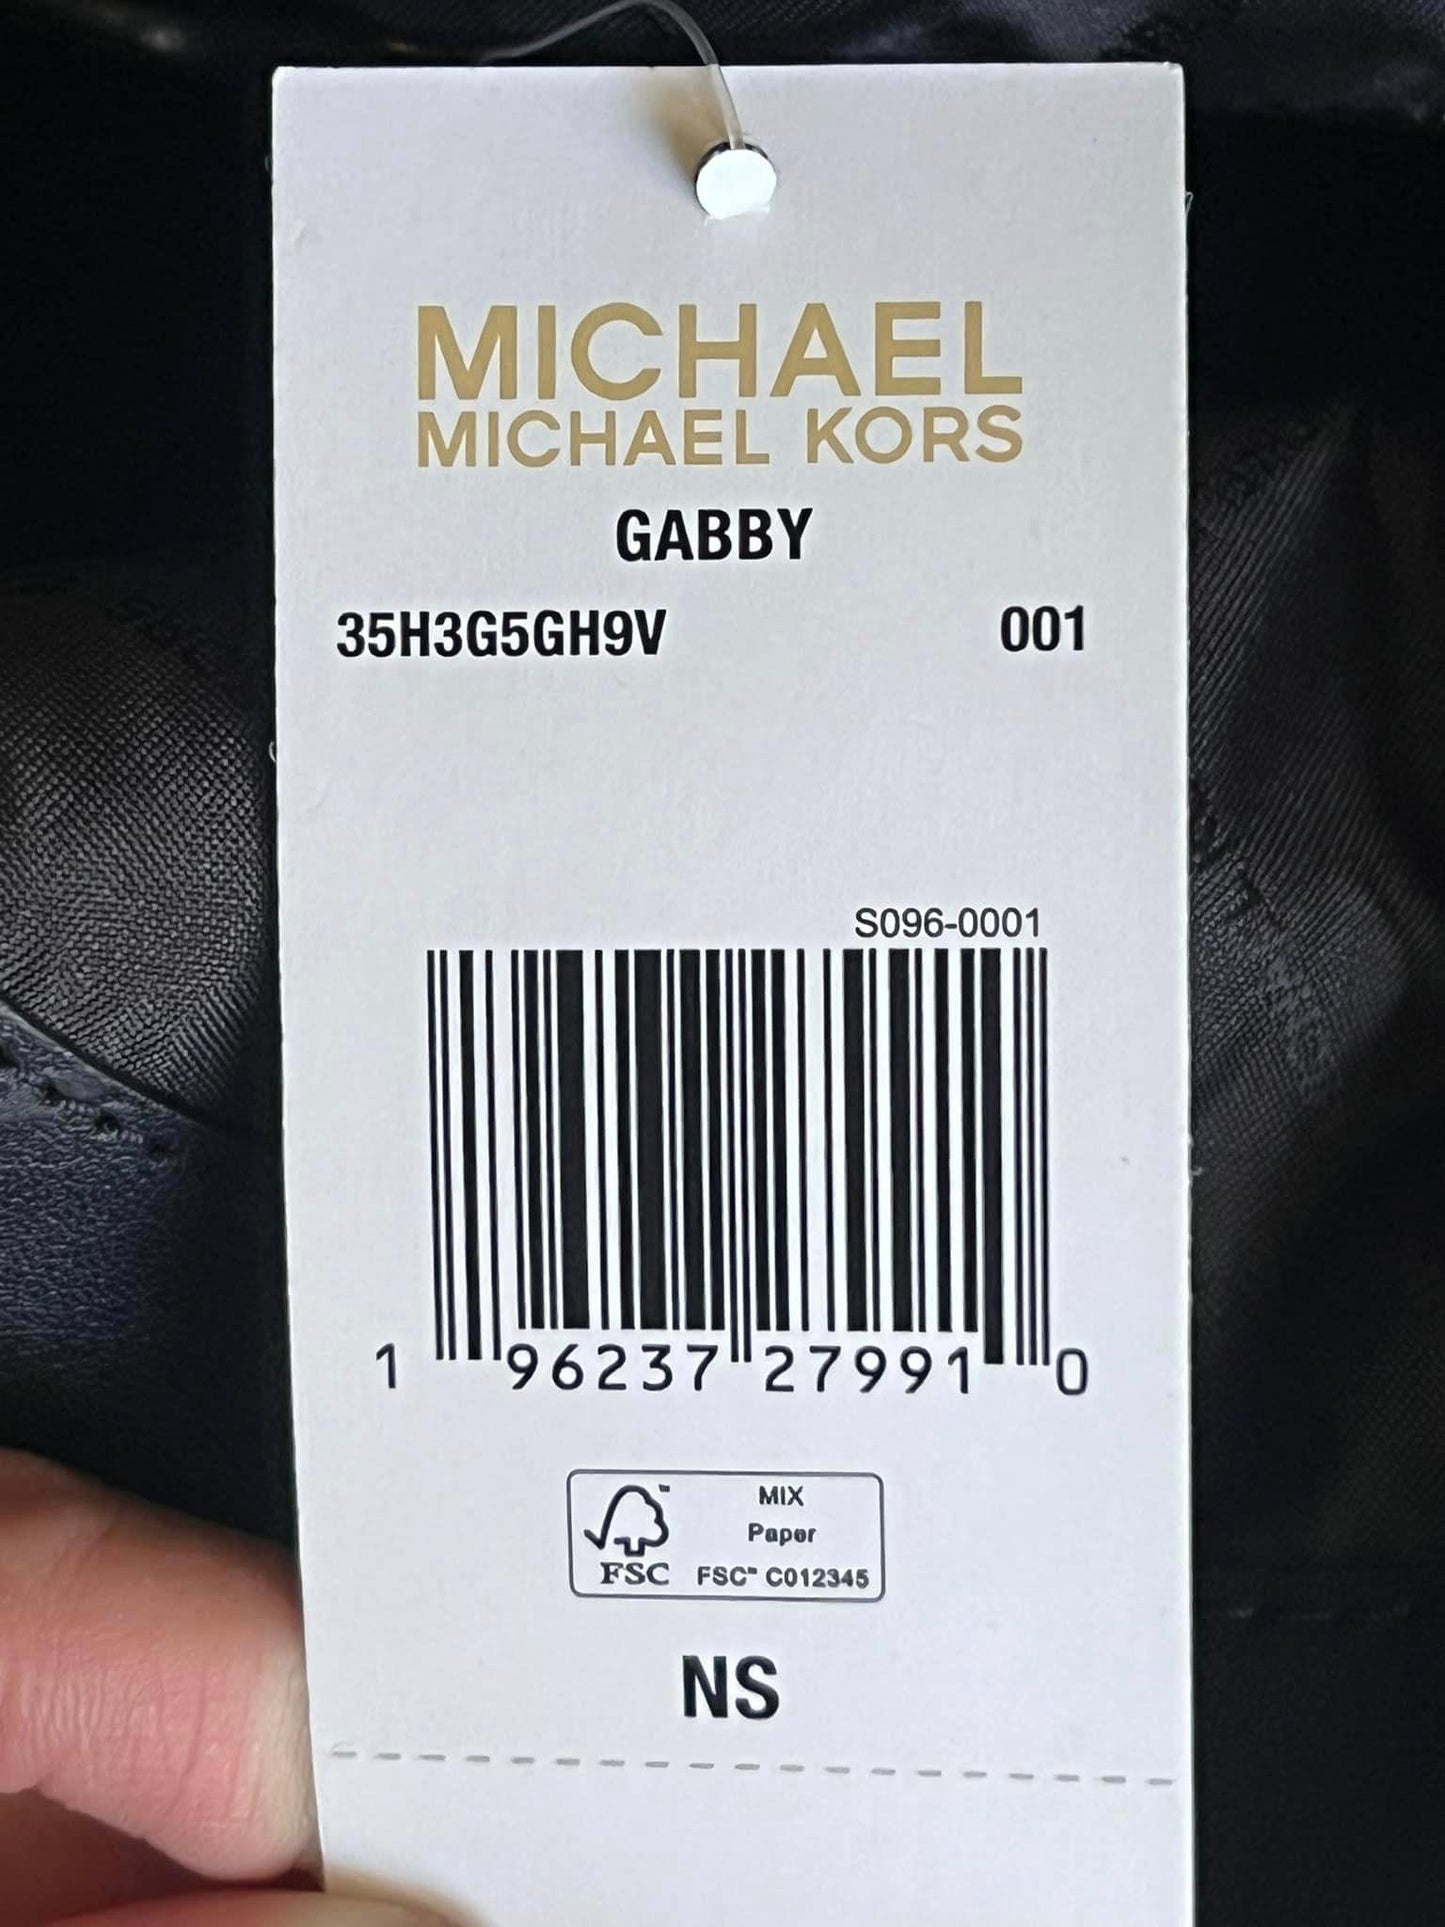 MICHAEL
MICHAEL KORS
GABBY
35H3G5GH9V 001
S096-0001
1 96237 27991 0
MIX
Paper
FSC FSC™ C012345
NS